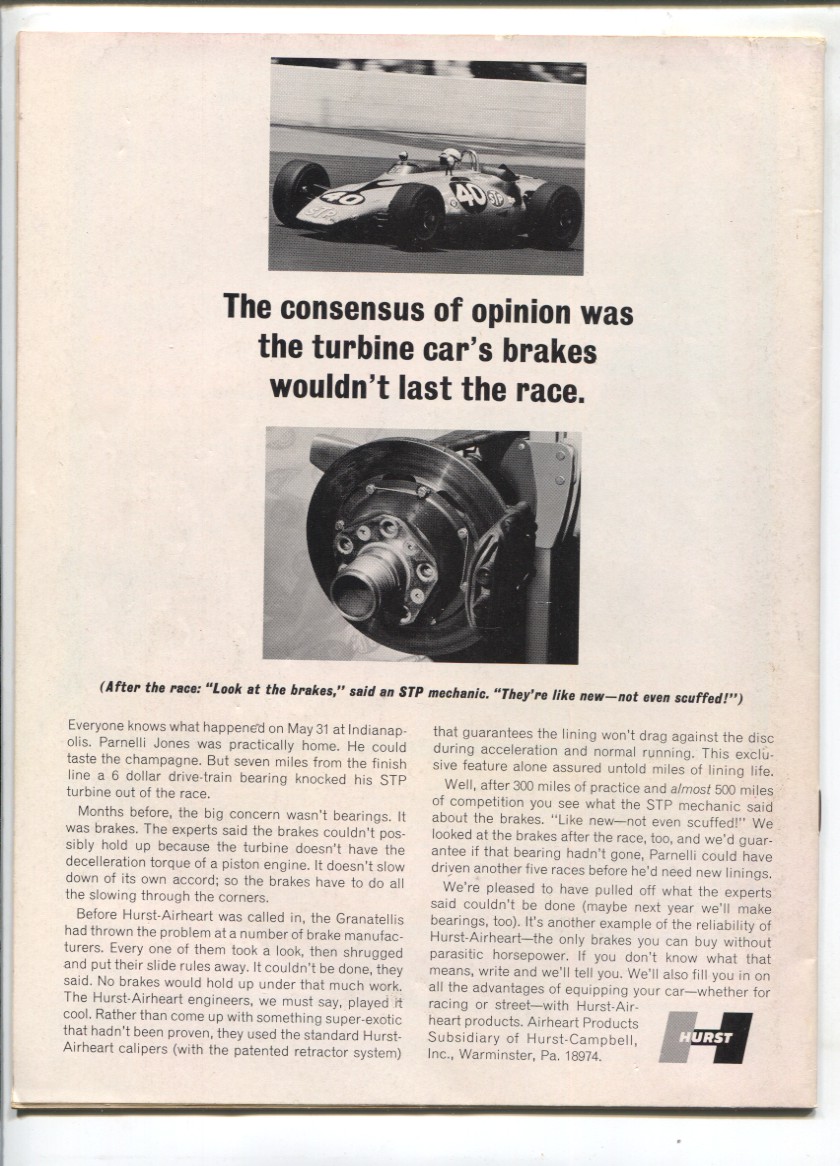 40
STP
40
STP
The consensus of opinion was
the turbine car's brakes
wouldn't last the race.
(After the race: "Look at the brakes," said an STP mechanic. "They're like new—not even scuffed!")
Everyone knows what happened on May 31 at Indianap-
olis. Parnelli Jones was practically home. He could
taste the champagne. But seven miles from the finish
line a 6 dollar drive-train bearing knocked his STP
turbine out of the race.
Months before, the big concern wasn't bearings. It
was brakes. The experts said the brakes couldn't pos-
sibly hold up because the turbine doesn't have the
decelleration torque of a piston engine. It doesn't slow
down of its own accord; so the brakes have to do all
the slowing through the corners.
Before Hurst-Airheart was called in, the Granatellis
had thrown the problem at a number of brake manufac-
turers. Every one of them took a look, then shrugged
and put their slide rules away. It couldn't be done, they
said. No brakes would hold up under that much work.
The Hurst-Airheart engineers, we must say, played it
cool. Rather than come up with something super-exotic
that hadn't been proven, they used the standard Hurst-
Airheart calipers (with the patented retractor system)
that guarantees the lining won't drag against the disc
during acceleration and normal running. This exclu-
sive feature alone assured untold miles of lining life.
Well, after 300 miles of practice and almost 500 miles
of competition you see what the STP mechanic said
about the brakes. "Like new—not even scuffed!" We
looked at the brakes after the race, too, and we'd guar-
antee if that bearing hadn't gone, Parnelli could have
driven another five races before he'd need new linings.
We're pleased to have pulled off what the experts
said couldn't be done (maybe next year we'll make
bearings, too). It's another example of the reliability of
Hurst-Airheart—the only brakes you can buy without
parasitic horsepower. If you don't know what that
means, write and we'll tell you. We'll also fill you in on
all the advantages of equipping your car—whether for
racing or street—with Hurst-Air-
heart products. Airheart Products
Subsidiary of Hurst-Campbell,
Inc., Warminster, Pa. 18974.
HURST